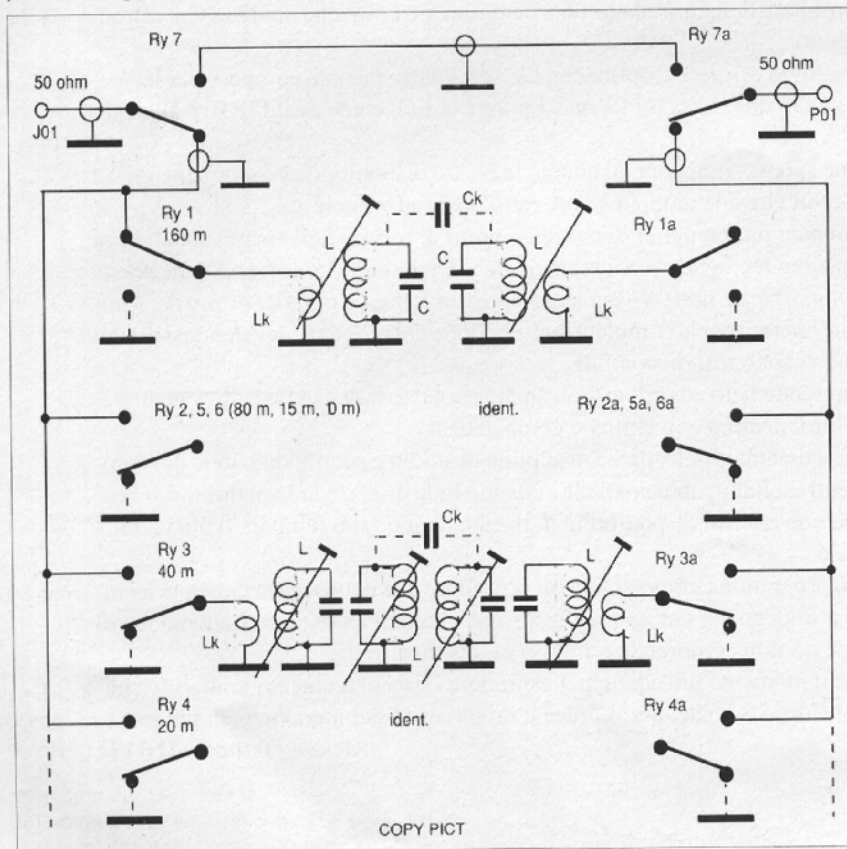 Ry 7
Ry 7a
50 ohm
50 ohm
J01
P01
Ry 1
160 m
Ck
L
L
Ry 1a
C
C
Lk
Lk
Ry 2, 5, 6 (80 m, 15 m, 0 m)
ident.
Ry 2a, 5a, 6a
Ck
Ry 3
40 m
L
L
Ry 3a
Lk
L
Lk
Ry 4
20 m
ident.
Ry 4a
COPY PICT